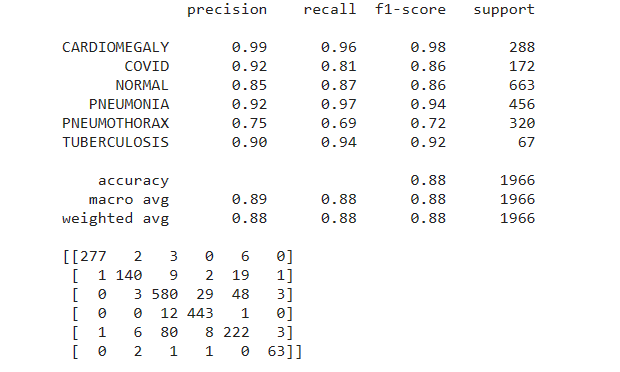 precision recall f1-score support
CARDIOMEGALY 0.99 0.96 0.98 288
COVID 0.92 0.81 0.86 172
NORMAL 0.85 0.87 0.86 663
PNEUMONIA 0.92 0.97 0.94 456
PNEUMOTHORAX 0.75 0.69 0.72 320
TUBERCULOSIS 0.90 0.94 0.92 67
accuracy 0.88 1966
macro avg 0.89 0.88 0.88 1966
weighted avg 0.88 0.88 0.88 1966
[[277 2 3 0 6 0]
[ 1 140 9 2 19 1]
[ 0 3 580 29 48 3]
[ 0 0 12 443 1 0]
[ 1 6 80 8 222 3]
[ 0 2 1 1 0 63]]